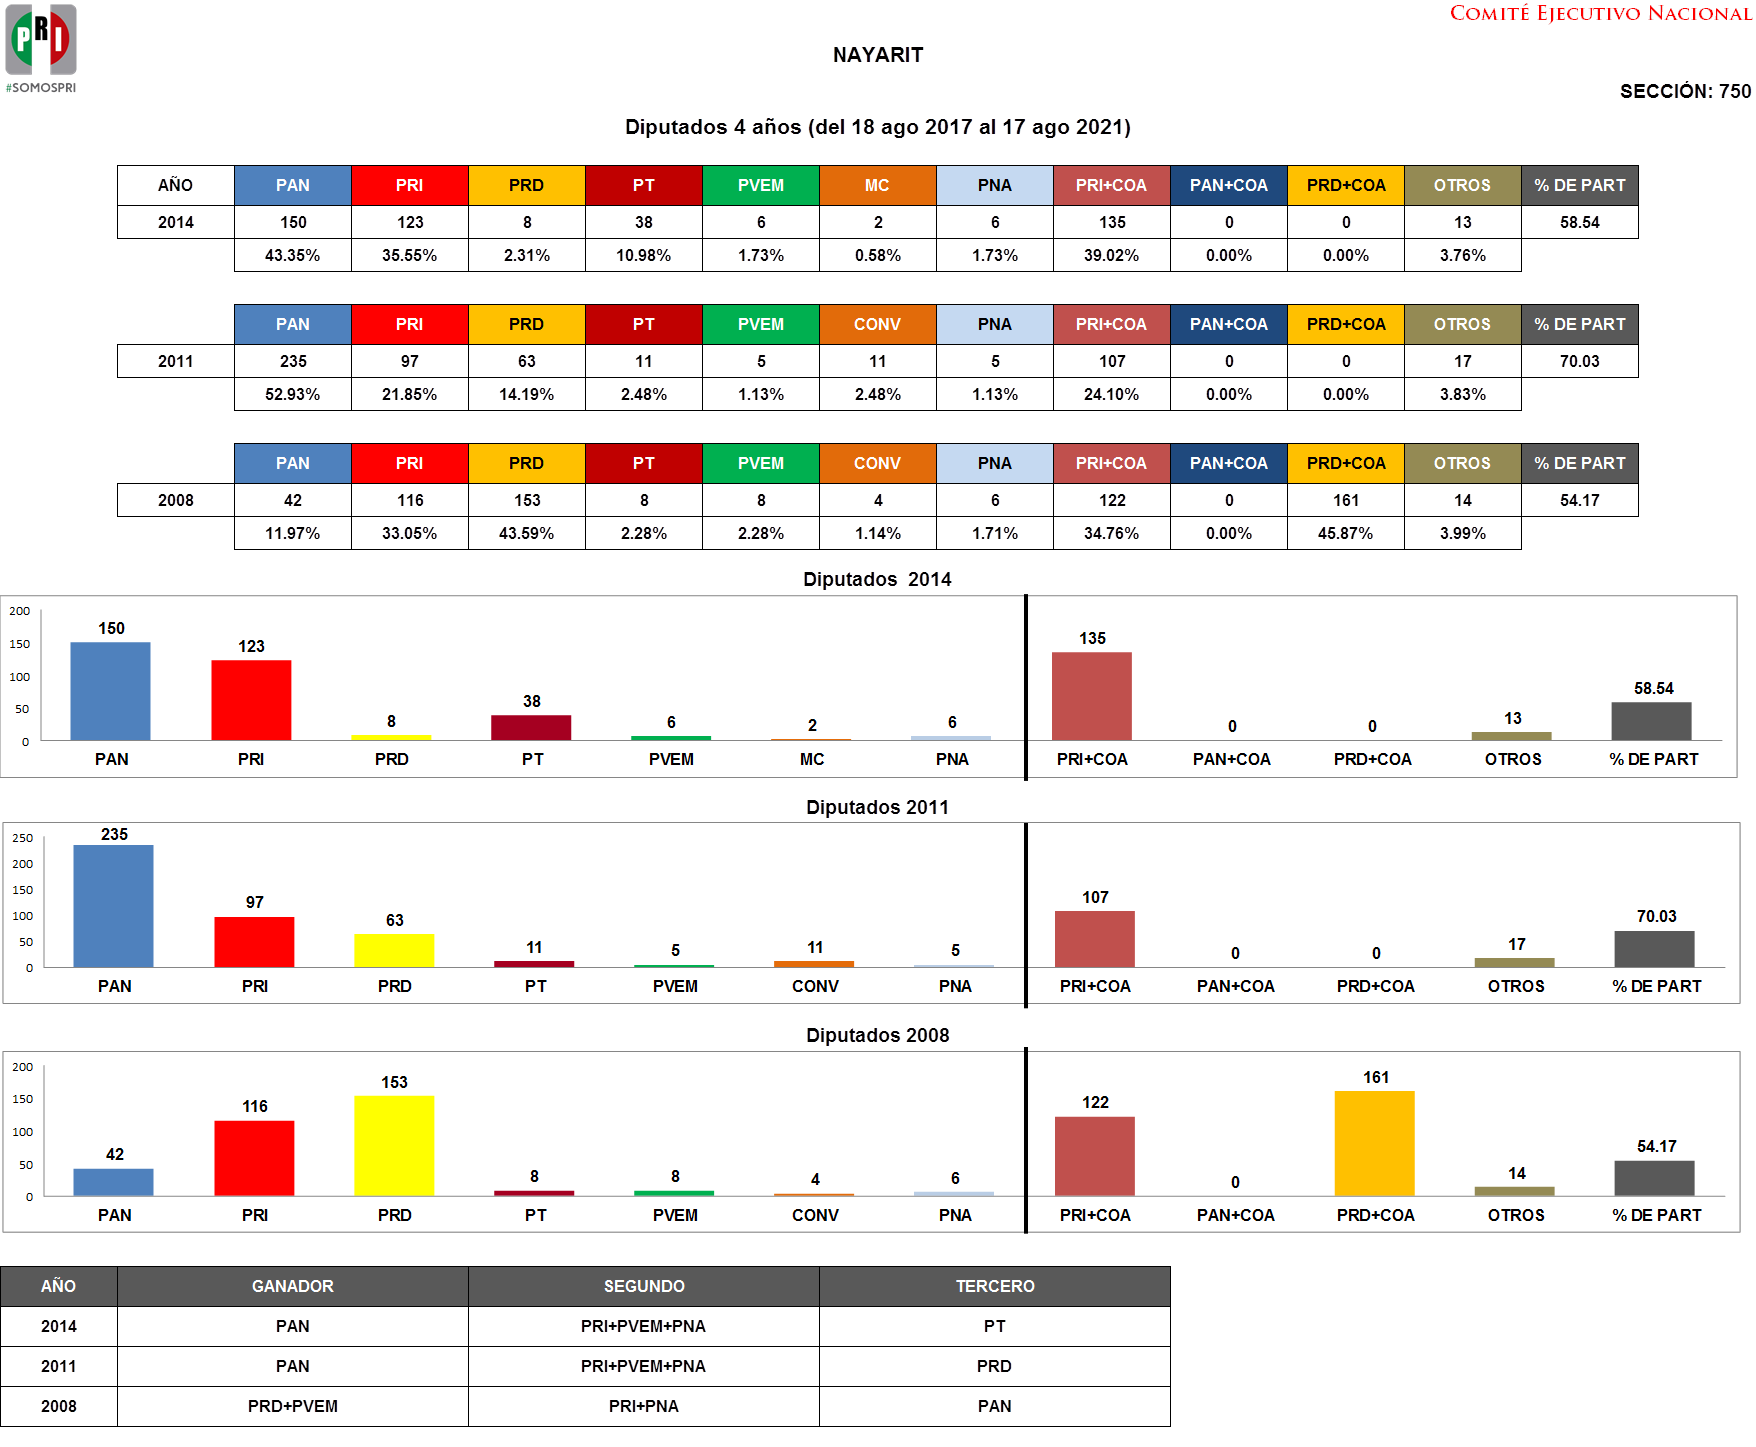 PRI
#SOMOSPRI
COMITÉ EJECUTIVO NACIONAL
NAYARIT
SECCIÓN: 750
Diputados 4 años (del 18 ago 2017 al 17 ago 2021)
AÑO PAN PRI PRD PT PVEM MC PNA PRI+COA PAN+COA PRD+COA OTROS % DE PART
2014 150 123 8 38 6 2 6 135 0 0 13 58.54
43.35% 35.55% 2.31% 10.98% 1.73% 0.58% 1.73% 39.02% 0.00% 0.00% 3.76%
PAN PRI PRD PT PVEM CONV PNA PRI+COA PAN+COA PRD+COA OTROS % DE PART
2011 235 97 63 11 5 11 5 107 0 0 17 70.03
52.93% 21.85% 14.19% 2.48% 1.13% 2.48% 1.13% 24.10% 0.00% 0.00% 3.83%
PAN PRI PRD PT PVEM CONV PNA PRI+COA PAN+COA PRD+COA OTROS % DE PART
2008 42 116 153 8 8 4 6 122 0 161 14 54.17
11.97% 33.05% 43.59% 2.28% 2.28% 1.14% 1.71% 34.76% 0.00% 45.87% 3.99%
Diputados 2014
200
150
100
50
0
150 123 8 38 6 2 6 135 0 0 13 58.54
PAN PRI PRD PT PVEM MC PNA PRI+COA PAN+COA PRD+COA OTROS % DE PART
Diputados 2011
250
200
150
100
50
0
235 97 63 11 5 11 5 107 0 0 17 70.03
PAN PRI PRD PT PVEM CONV PNA PRI+COA PAN+COA PRD+COA OTROS % DE PART
Diputados 2008
200
150
100
50
0
42 116 153 8 8 4 6 122 0 161 14 54.17
PAN PRI PRD PT PVEM CONV PNA PRI+COA PAN+COA PRD+COA OTROS % DE PART
AÑO GANADOR SEGUNDO TERCERO
2014 PAN PRI+PVEM+PNA PT
2011 PAN PRI+PVEM+PNA PRD
2008 PRD+PVEM PRI+PNA PAN